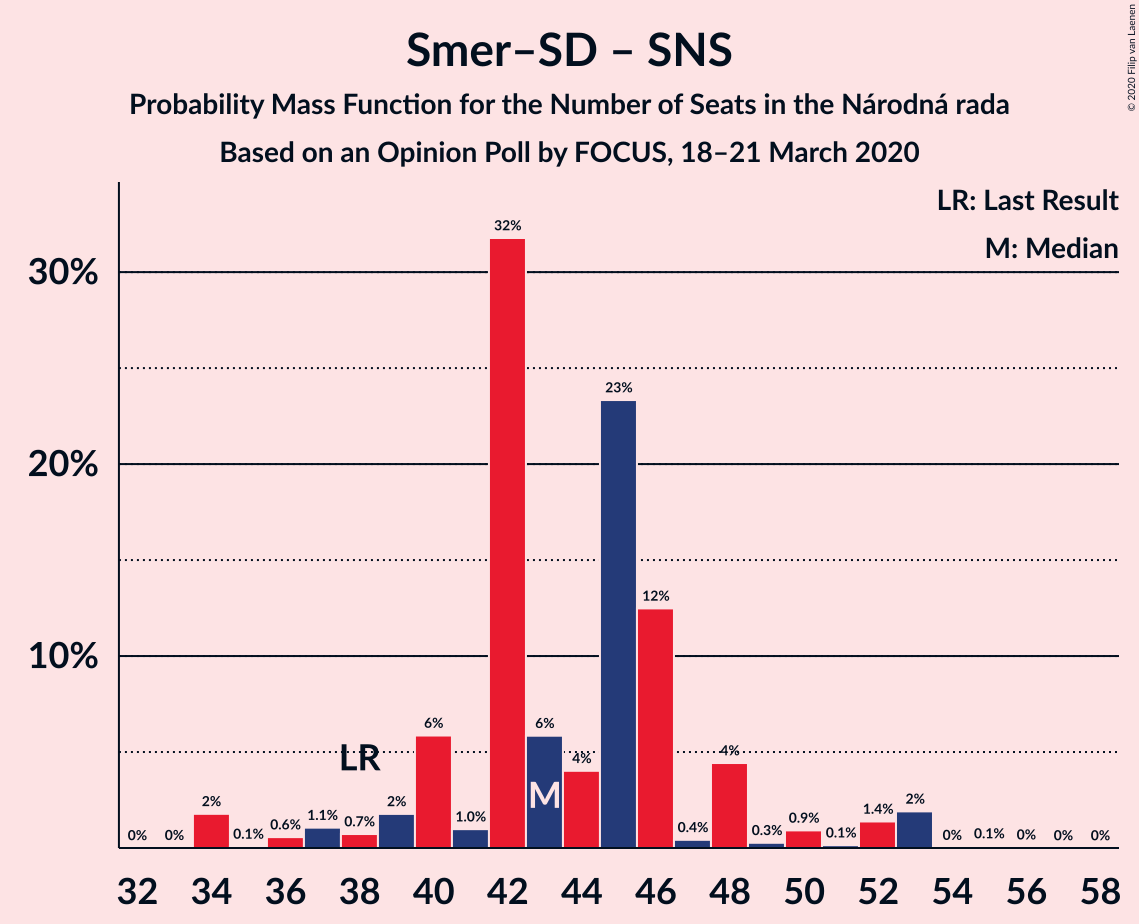 Smer–SD – SNS
Probability Mass Function for the Number of Seats in the Národná rada
Based on an Opinion Poll by FOCUS, 18–21 March 2020
© 2020 Filip van Laenen
LR: Last Result
M: Median
30%
20%
10%
0% 0% 2% 0.1% 0.6% 1.1% 0.7% 2% 6% 1.0% 32% 6% 4% 23% 12% 0.4% 4% 0.3% 0.9% 0.1% 1.4% 2% 0% 0.1% 0% 0% 0%
LR
M
32 34 36 38 40 42 44 46 48 50 52 54 56 58